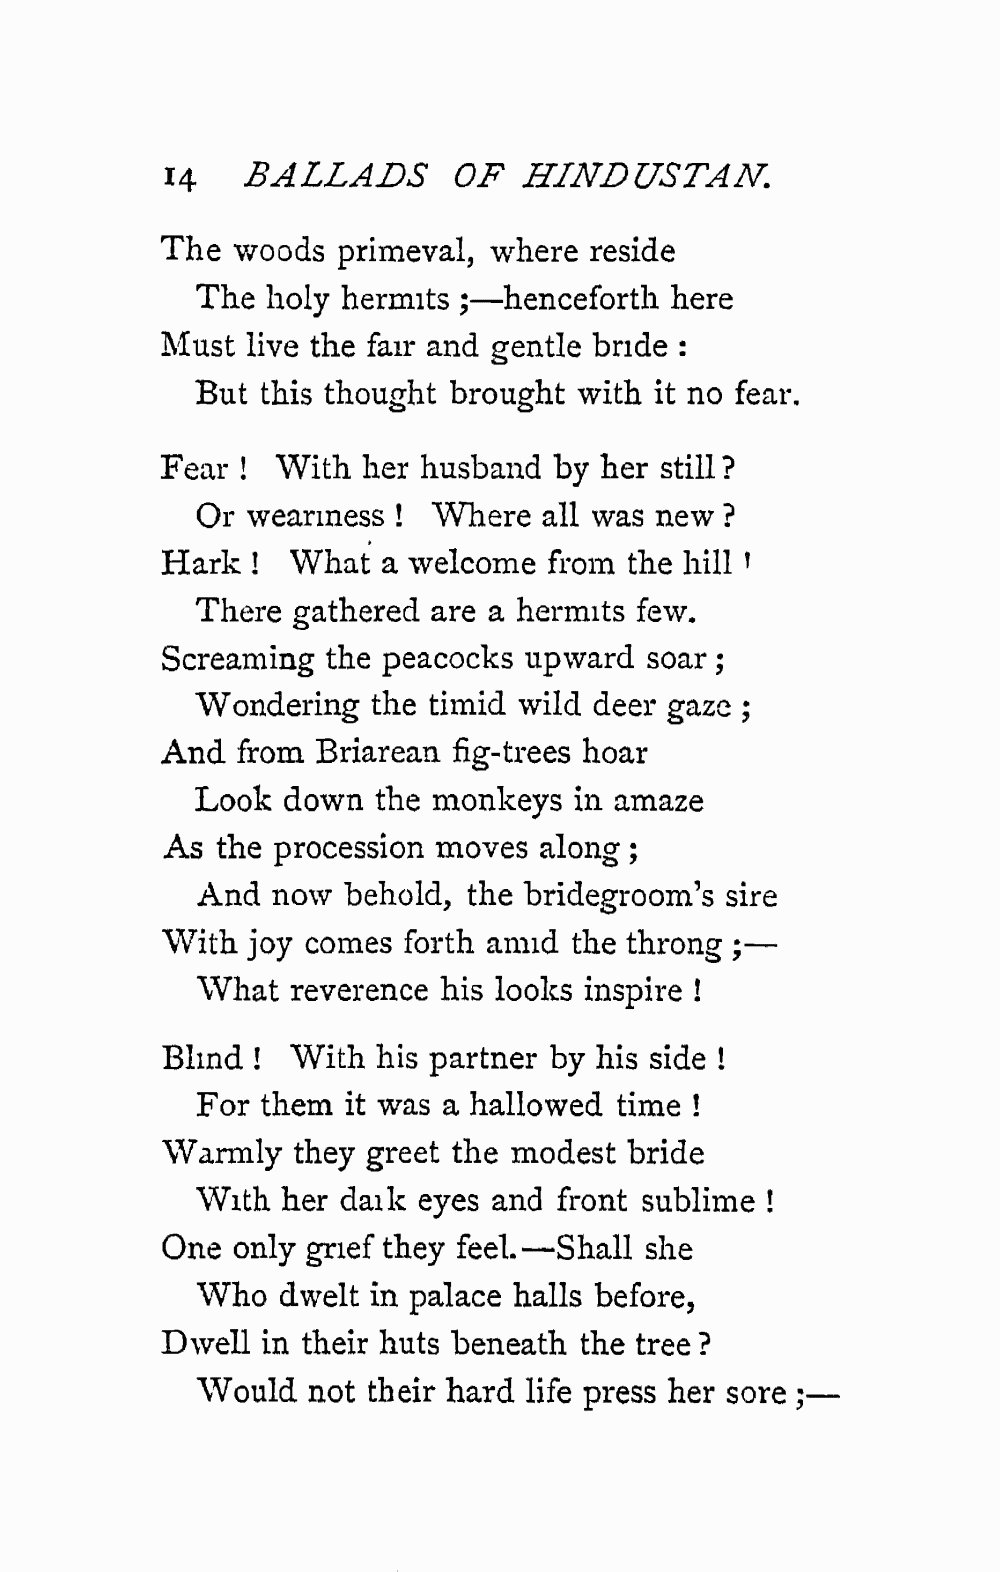 14 BALLADS OF HINDUSTAN.
The woods primeval, where reside
The holy hermits ;—henceforth here
Must live the fair and gentle bride :
But this thought brought with it no fear.
Fear ! With her husband by her still ?
Or weariness ! Where all was new ?
Hark ! What a welcome from the hill !
There gathered are a hermits few.
Screaming the peacocks upward soar ;
Wondering the timid wild deer gaze ;
And from Briarean fig-trees hoar
Look down the monkeys in amaze
As the procession moves along ;
And now behold, the bridegroom's sire
With joy comes forth amid the throng ;—
What reverence his looks inspire !
Blind ! With his partner by his side !
For them it was a hallowed time !
Warmly they greet the modest bride
With her dark eyes and front sublime !
One only grief they feel.—Shall she
Who dwelt in palace halls before,
Dwell in their huts beneath the tree ?
Would not their hard life press her sore ;—